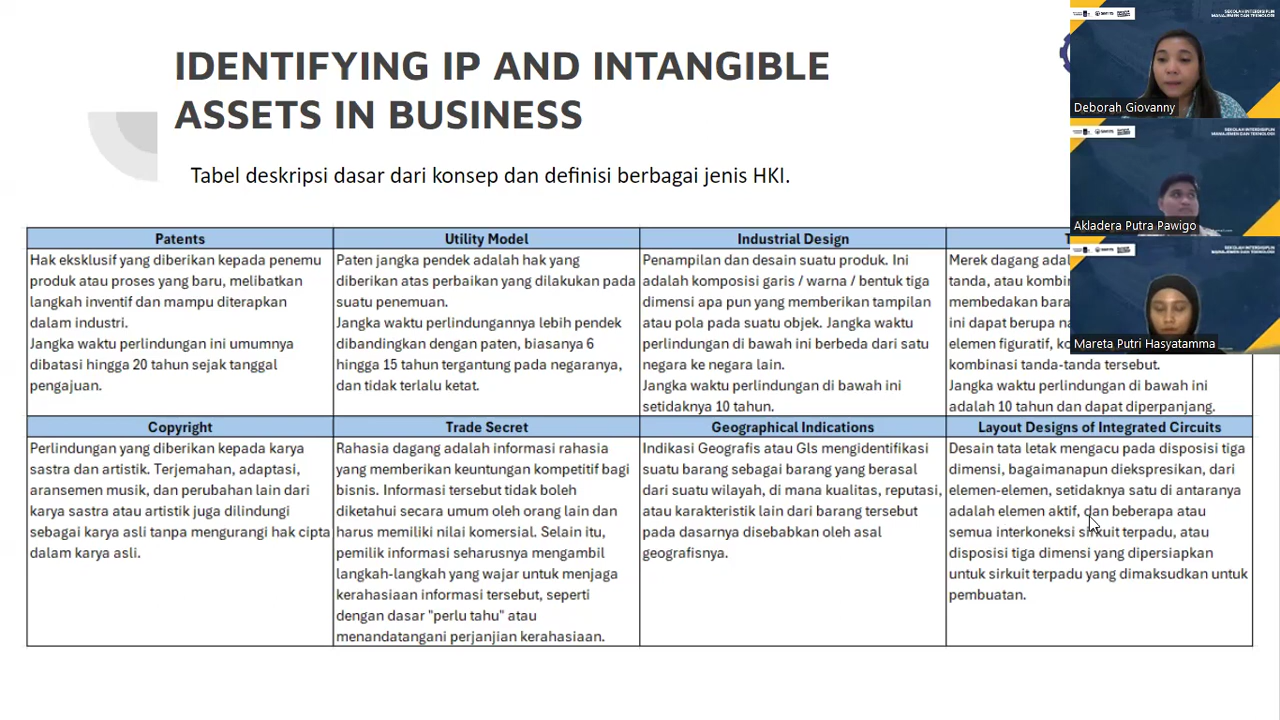 IDENTIFYING IP AND INTANGIBLE
ASSETS IN BUSINESS
Tabel deskripsi dasar dari konsep dan definisi berbagai jenis HKI.
Patents
Hak eksklusif yang diberikan kepada penemu
produk atau proses yang baru, melibatkan
langkah inventif dan mampu diterapkan
dalam industri.
Jangka waktu perlindungan ini umumnya
dibatasi hingga 20 tahun sejak tanggal
pengajuan.
Utility Model
Paten jangka pendek adalah hak yang
diberikan atas perbaikan yang dilakukan pada
suatu penemuan.
Jangka waktu perlindungannya lebih pendek
dibandingkan dengan paten, biasanya 6
hingga 15 tahun tergantung pada negaranya,
dan tidak terlalu ketat.
Industrial Design
Penampilan dan desain suatu produk. Ini
adalah komposisi garis / warna / bentuk tiga
dimensi apa pun yang memberikan tampilan
atau pola pada suatu objek. Jangka waktu
perlindungan di bawah ini berbeda dari satu
negara ke negara lain.
Jangka waktu perlindungan di bawah ini
setidaknya 10 tahun.
Merek dagang
tanda, atau
membedakan
ini dapat berupa
elemen figuratif,
kombinasi tanda-tanda tersebut.
Jangka waktu perlindungan di bawah ini
adalah 10 tahun dan dapat diperpanjang.
Copyright
Perlindungan yang diberikan kepada karya
sastra dan artistik. Terjemahan, adaptasi,
aransemen musik, dan perubahan lain dari
karya sastra atau artistik juga dilindungi
sebagai karya asli tanpa mengurangi hak cipta
dalam karya asli.
Trade Secret
Rahasia dagang adalah informasi rahasia
yang memberikan keuntungan kompetitif bagi
bisnis. Informasi tersebut tidak boleh
diketahui secara umum oleh orang lain dan
harus memiliki nilai komersial. Selain itu,
pemilik informasi seharusnya mengambil
langkah-langkah yang wajar untuk menjaga
kerahasiaan informasi tersebut, seperti
dengan dasar "perlu tahu" atau
menandatangani perjanjian kerahasiaan.
Geographical Indications
Indikasi Geografis atau GIs mengidentifikasi
suatu barang sebagai barang yang berasal
dari suatu wilayah, di mana kualitas, reputasi,
atau karakteristik lain dari barang tersebut
pada dasarnya disebabkan oleh asal
geografisnya.
Layout Designs of Integrated Circuits
Desain tata letak mengacu pada disposisi tiga
dimensi, bagaimanapun diekspresikan, dari
elemen-elemen, setidaknya satu di antaranya
adalah elemen aktif, dan beberapa atau
semua interkoneksi sirkuit terpadu, atau
disposisi tiga dimensi yang dipersiapkan
untuk sirkuit terpadu yang dimaksudkan untuk
pembuatan.
SEKOLAH INTERDISIPLIN
MANAJEMEN DAN TEKNOLOGI
Deborah Giovanny
SEKOLAH INTERDISIPLIN
MANAJEMEN DAN TEKNOLOGI
Akladera Putra Pawigo
SEKOLAH INTERDISIPLIN
MANAJEMEN DAN TEKNOLOGI
Mareta Putri Hasyatamma